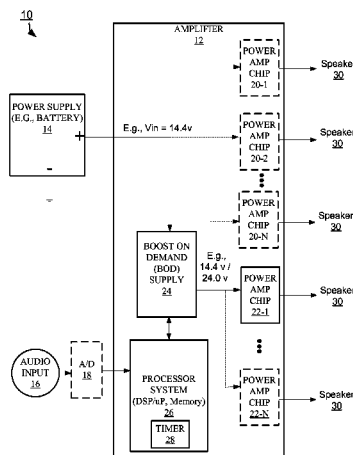 10
AMPLIFIER
12
POWER
AMP
CHIP
20-1
Speaker
30
POWER SUPPLY
(E.G., BATTERY)
14
+
-
E.g., Vin = 14.4v
POWER
AMP
CHIP
20-2
Speaker
30
POWER
AMP
CHIP
20-N
Speaker
30
BOOST ON
DEMAND
(BOD)
SUPPLY
24
E.g.,
14.4 v /
24.0 v
POWER
AMP
CHIP
22-1
Speaker
30
AUDIO
INPUT
16
A/D
18
PROCESSOR
SYSTEM
(DSP/uP, Memory)
26
TIMER
28
POWER
AMP
CHIP
22-N
Speaker
30